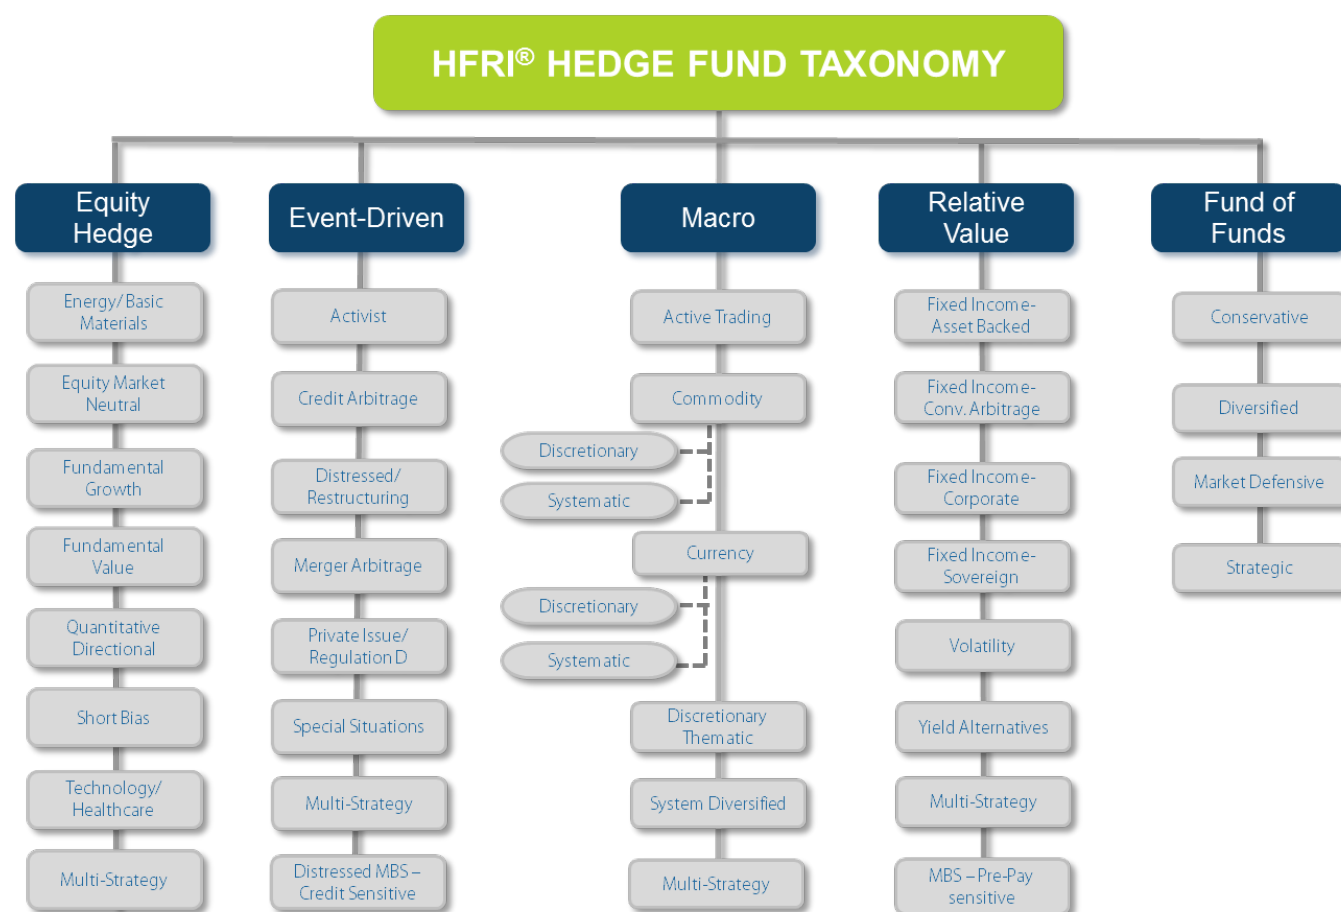 HFRI® HEDGE FUND TAXONOMY
Equity
Hedge
Energy/Basic
Materials
Equity Market
Neutral
Fundamental
Growth
Fundamental
Value
Quantitative
Directional
Short Bias
Technology/
Healthcare
Multi-Strategy
Event-Driven
Activist
Credit Arbitrage
Distressed/
Restructuring
Merger Arbitrage
Private Issue/
Regulation D
Special Situations
Multi-Strategy
Distressed MBS –
Credit Sensitive
Macro
Active Trading
Commodity
Discretionary
Systematic
Currency
Discretionary
Systematic
Discretionary
Thematic
System Diversified
Multi-Strategy
Relative
Value
Fixed Income-
Asset Backed
Fixed Income-
Conv. Arbitrage
Fixed Income-
Corporate
Fixed Income-
Sovereign
Volatility
Yield Alternatives
Multi-Strategy
MBS – Pre-Pay
sensitive
Fund of
Funds
Conservative
Diversified
Market Defensive
Strategic